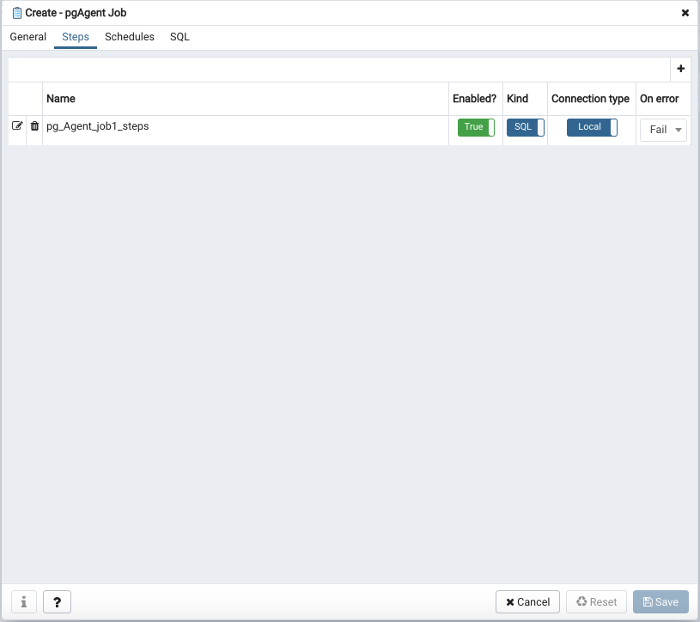 Create - pgAgent Job
General Steps Schedules SQL
Name Enabled? Kind Connection type On error
pg_Agent_job1_steps True SQL Local Fail
i ? Cancel Reset Save